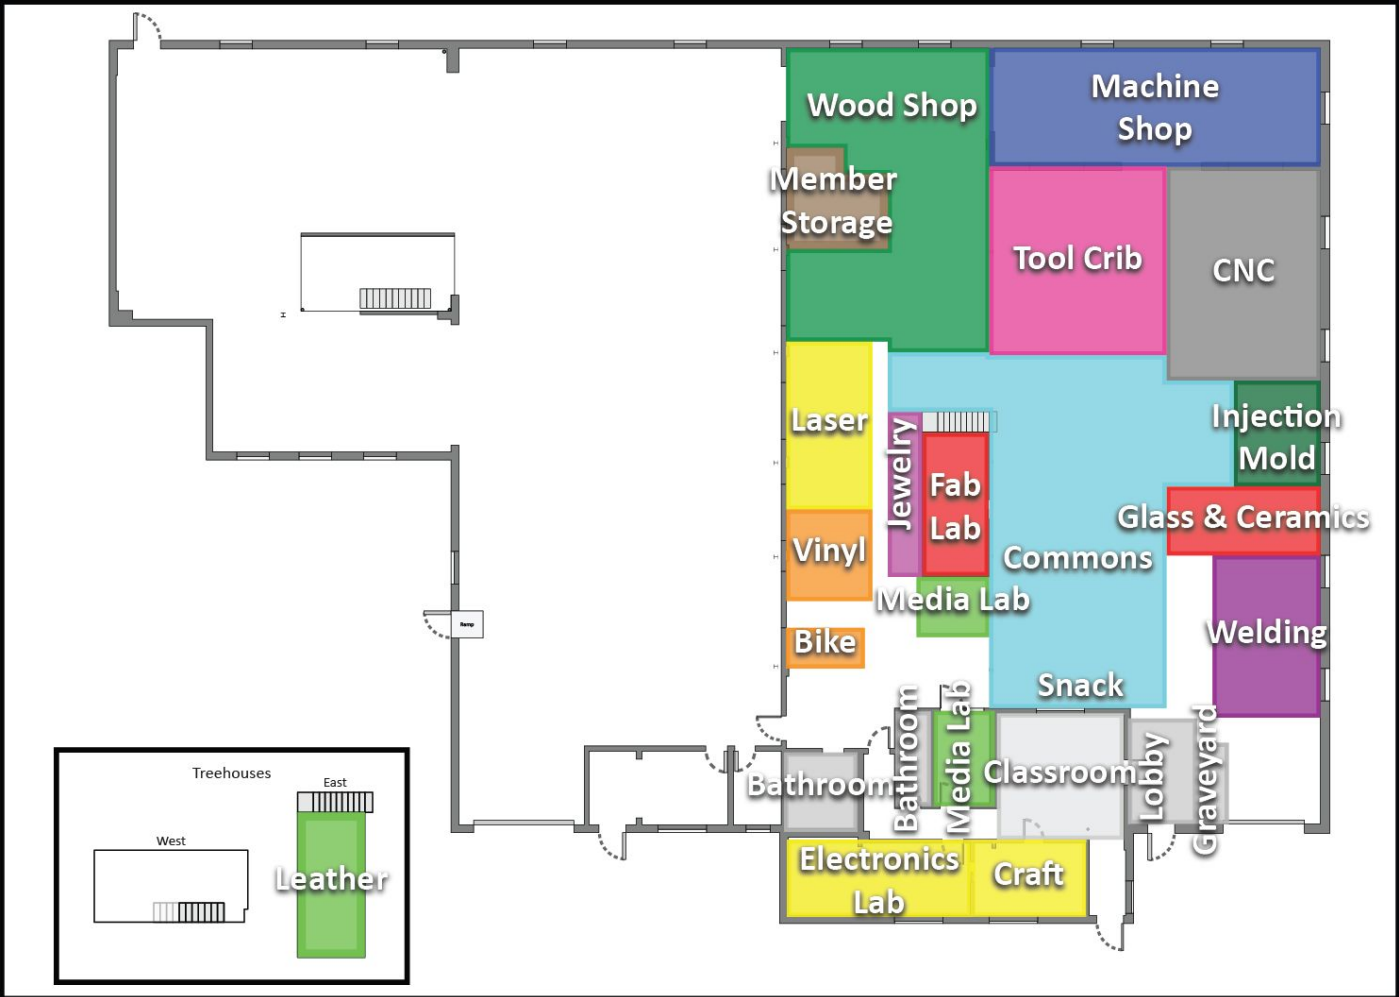 Wood Shop
Machine
Shop
Member
Storage
Tool Crib
CNC
Laser
Jewelry
Fab
Lab
Injection
Mold
Glass & Ceramics
Vinyl
Commons
Media Lab
Ramp
Bike
Welding
Snack
Bathroom
Bathroom
Media Lab
Classroom
Lobby
Graveyard
Electronics
Lab
Craft
Treehouses
East
West
Leather